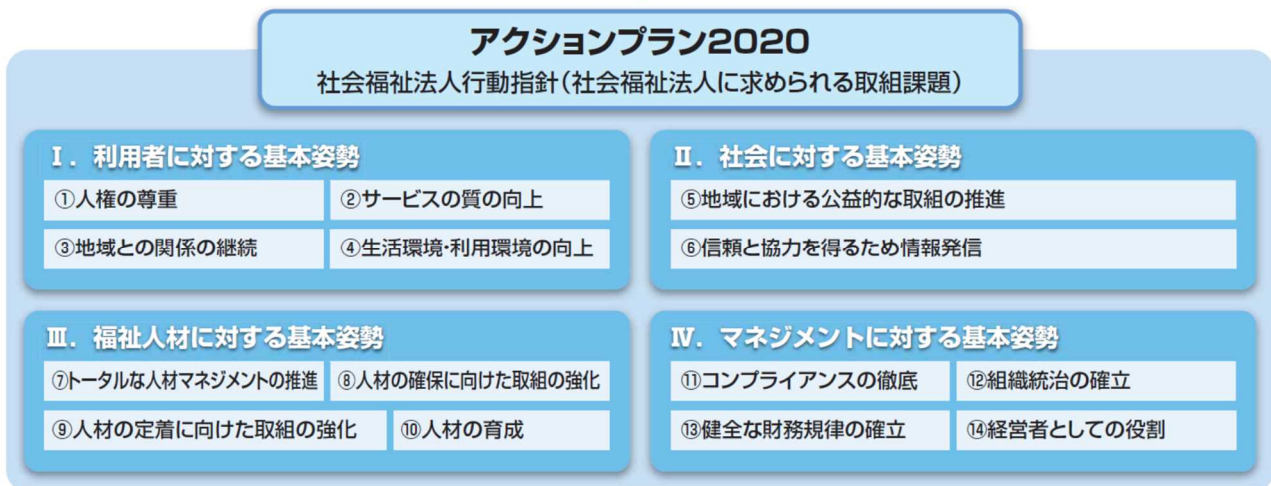 アクションプラン2020
社会福祉法人行動指針(社会福祉法人に求められる取組課題)
Ⅰ. 利用者に対する基本姿勢
①人権の尊重
②サービスの質の向上
③地域との関係の継続
④生活環境・利用環境の向上
Ⅱ. 社会に対する基本姿勢
⑤地域における公益的な取組の推進
⑥信頼と協力を得るため情報発信
Ⅲ. 福祉人材に対する基本姿勢
⑦トータルな人材マネジメントの推進
⑧人材の確保に向けた取組の強化
⑨人材の定着に向けた取組の強化
⑩人材の育成
Ⅳ. マネジメントに対する基本姿勢
⑪コンプライアンスの徹底
⑫組織統治の確立
⑬健全な財務規律の確立
⑭経営者としての役割